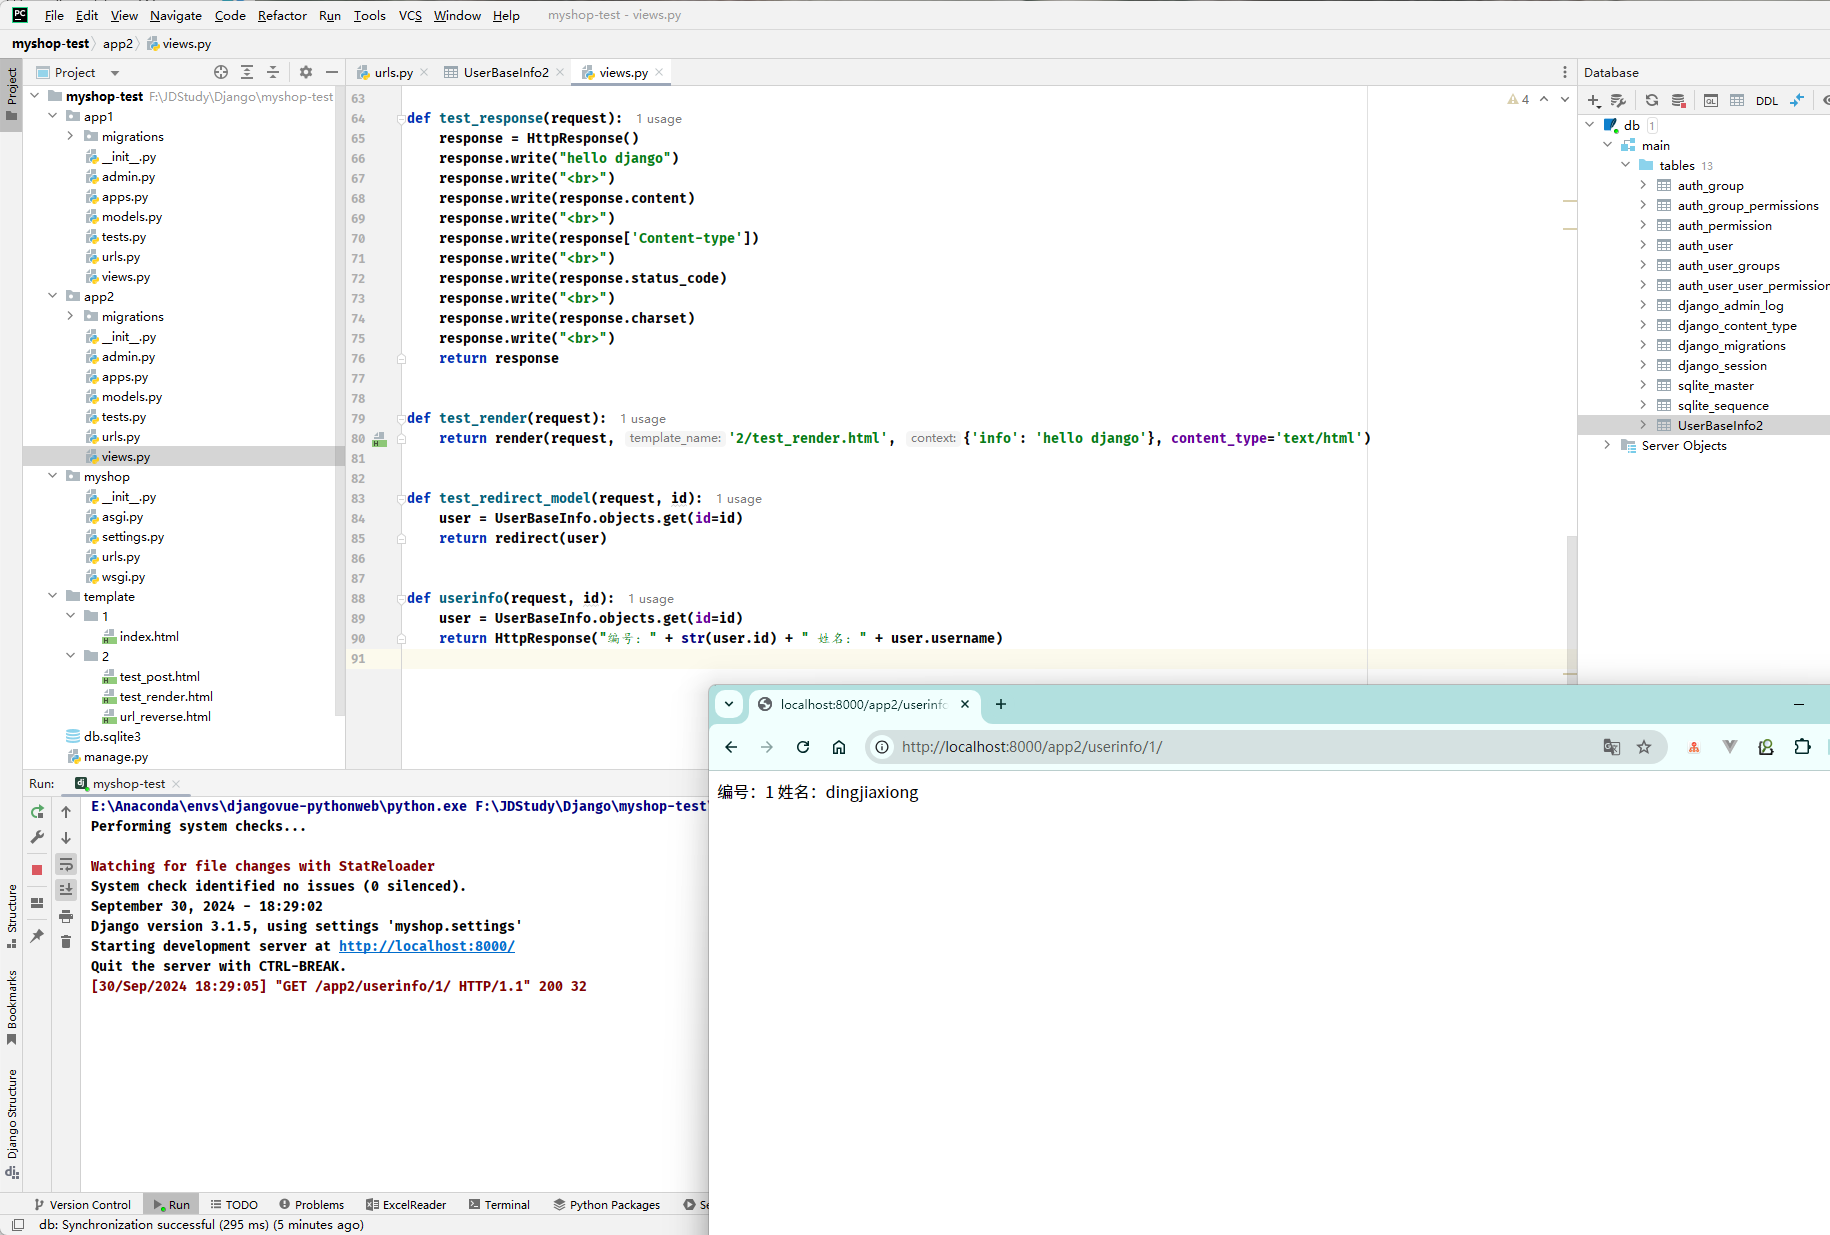 File Edit View Navigate Code Refactor Run Tools VCS Window Help myshop-test - views.py
myshop-test app2 views.py
Project
Project
myshop-test F:\JDStudy\Django\myshop-test
app1
migrations
__init__.py
admin.py
apps.py
models.py
tests.py
urls.py
views.py
app2
migrations
__init__.py
admin.py
apps.py
models.py
tests.py
urls.py
views.py
myshop
__init__.py
asgi.py
settings.py
urls.py
wsgi.py
template
1
index.html
2
test_post.html
test_render.html
url_reverse.html
db.sqlite3
manage.py
urls.py UserBaseInfo2 views.py
4
63
64 def test_response(request): 1 usage
65 response = HttpResponse()
66 response.write("hello django")
67 response.write("<br>")
68 response.write(response.content)
69 response.write("<br>")
70 response.write(response['Content-type'])
71 response.write("<br>")
72 response.write(response.status_code)
73 response.write("<br>")
74 response.write(response.charset)
75 response.write("<br>")
76 return response
77
78
79 def test_render(request): 1 usage
80 return render(request, template_name: '2/test_render.html', context: {'info': 'hello django'}, content_type='text/html')
81
82
83 def test_redirect_model(request, id): 1 usage
84 user = UserBaseInfo.objects.get(id=id)
85 return redirect(user)
86
87
88 def userinfo(request, id): 1 usage
89 user = UserBaseInfo.objects.get(id=id)
90 return HttpResponse("编号：" + str(user.id) + " 姓名：" + user.username)
91
Database
DDL
db 1
main
tables 13
auth_group
auth_group_permissions
auth_permission
auth_user
auth_user_groups
auth_user_user_permission
django_admin_log
django_content_type
django_migrations
django_session
sqlite_master
sqlite_sequence
UserBaseInfo2
Server Objects
localhost:8000/app2/userinfo
http://localhost:8000/app2/userinfo/1/
编号：1 姓名：dingjiaxiong
Run: myshop-test
E:\Anaconda\envs\djangovue-pythonweb\python.exe F:\JDStudy\Django\myshop-test\
Performing system checks...
Watching for file changes with StatReloader
System check identified no issues (0 silenced).
September 30, 2024 - 18:29:02
Django version 3.1.5, using settings 'myshop.settings'
Starting development server at http://localhost:8000/
Quit the server with CTRL-BREAK.
[30/Sep/2024 18:29:05] "GET /app2/userinfo/1/ HTTP/1.1" 200 32
Structure
Bookmarks
Django Structure
Version Control Run TODO Problems ExcelReader Terminal Python Packages Se
db: Synchronization successful (295 ms) (5 minutes ago)